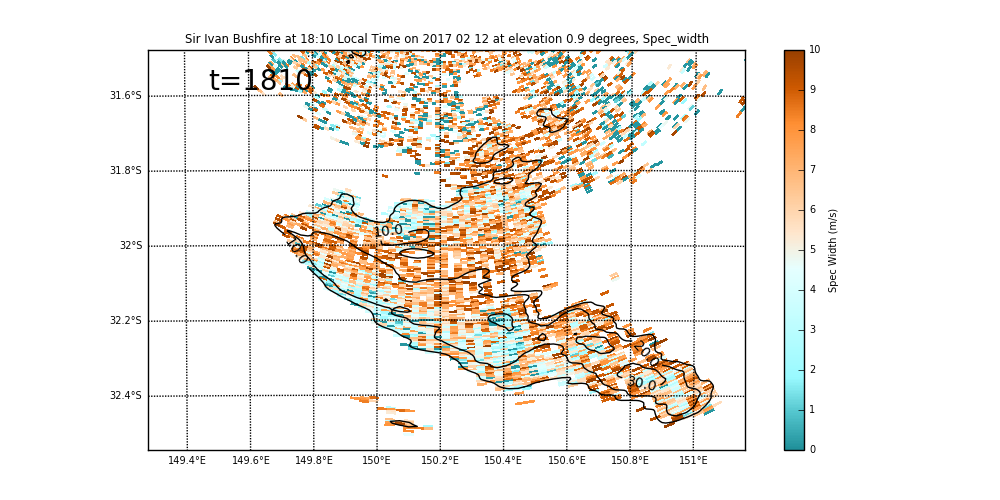 Sir Ivan Bushfire at 18:10 Local Time on 2017 02 12 at elevation 0.9 degrees, Spec_width
t=1810
31.6°S
31.8°S
32°S
32.2°S
32.4°S
149.4°E
149.6°E
149.8°E
150°E
150.2°E
150.4°E
150.6°E
150.8°E
151°E
10.0
10.0
30.0
10
9
8
7
6
5
4
3
2
1
0
Spec Width (m/s)